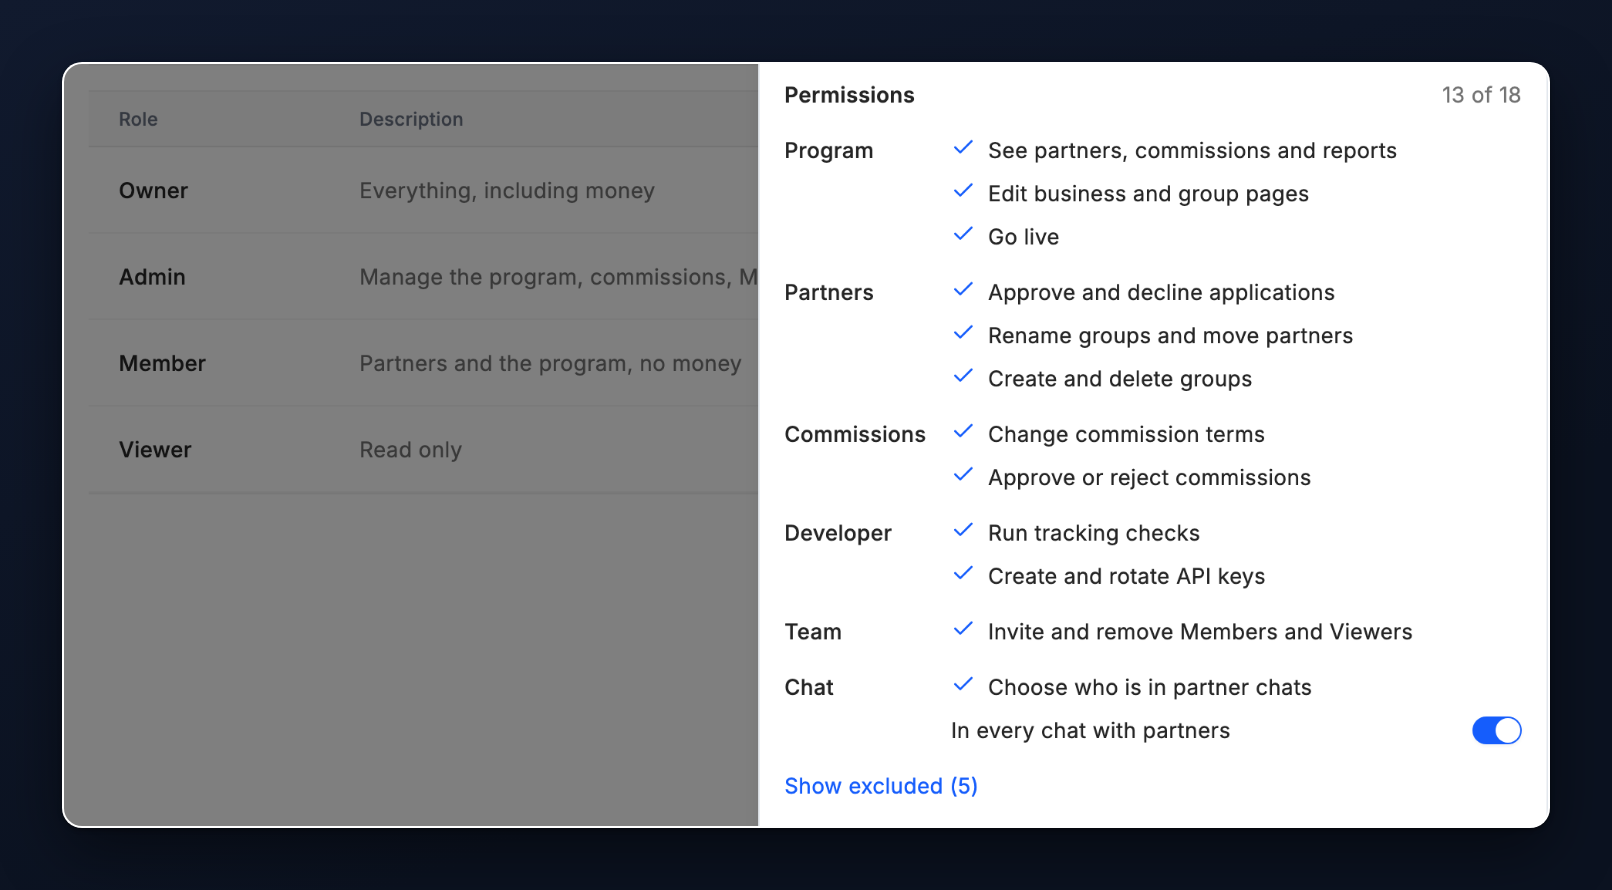 Role Description
Owner Everything, including money
Admin Manage the program, commissions, M
Member Partners and the program, no money
Viewer Read only
Permissions 13 of 18
Program See partners, commissions and reports
Edit business and group pages
Go live
Partners Approve and decline applications
Rename groups and move partners
Create and delete groups
Commissions Change commission terms
Approve or reject commissions
Developer Run tracking checks
Create and rotate API keys
Team Invite and remove Members and Viewers
Chat Choose who is in partner chats
In every chat with partners
Show excluded (5)